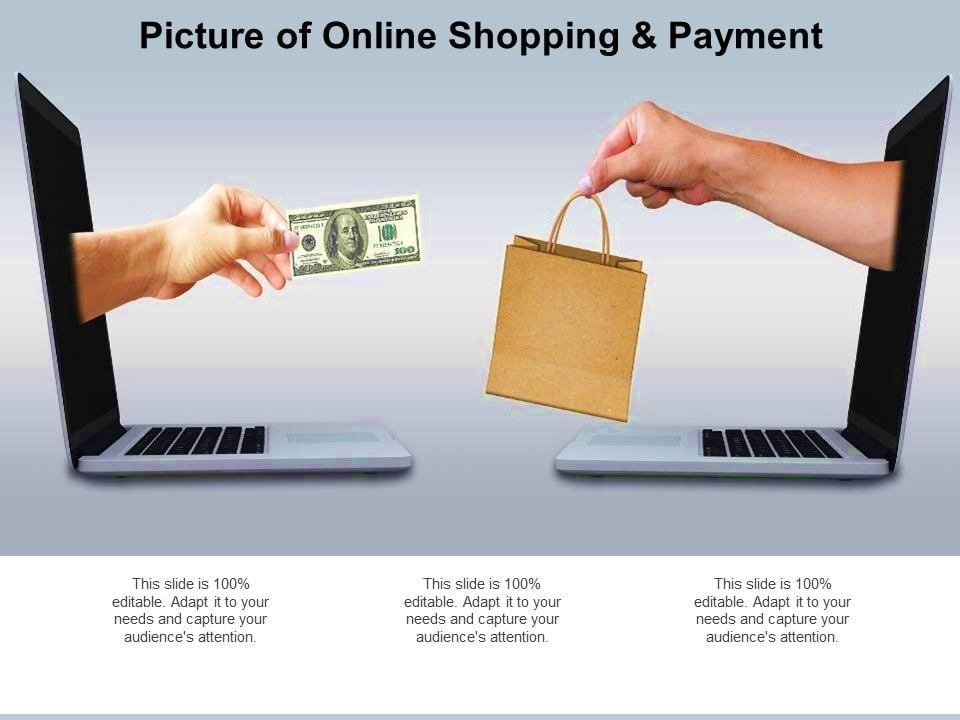 Picture of Online Shopping & Payment
100
This slide is 100%
editable. Adapt it to your
needs and capture your
audience's attention.
This slide is 100%
editable. Adapt it to your
needs and capture your
audience's attention.
This slide is 100%
editable. Adapt it to your
needs and capture your
audience's attention.